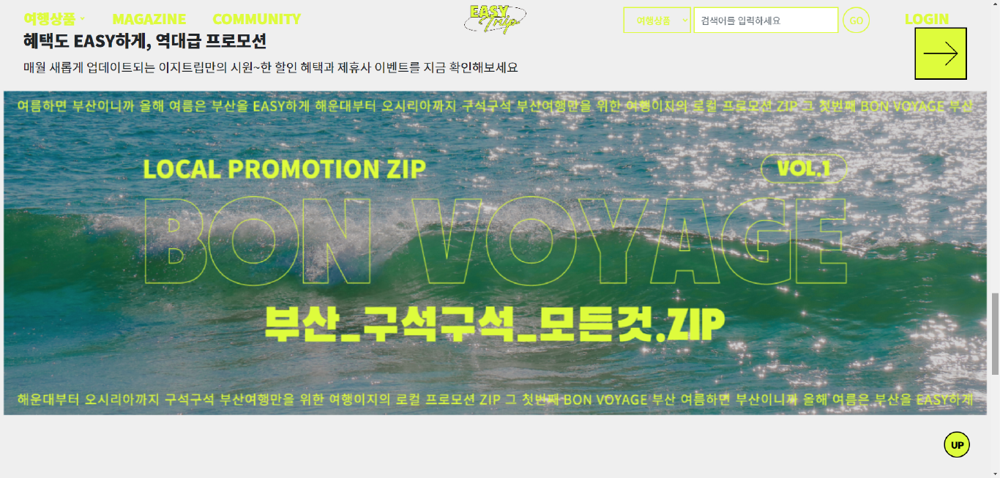 여행상품
MAGAZINE
COMMUNITY
EASY
Trip
여행상품
검색어를 입력하세요
GO
LOGIN
혜택도 EASY하게, 역대급 프로모션
매월 새롭게 업데이트되는 이지트립만의 시원~한 할인 혜택과 제휴사 이벤트를 지금 확인해보세요
여름하면 부산이니까 올해 여름은 부산을 EASY하게 해운대부터 오시리아까지 구석구석 부산여행만을 위한 여행이지의 로컬 프로모션 ZIP 그 첫번째 BON VOYAGE 부산
LOCAL PROMOTION ZIP
VOL.1
BON VOYAGE
부산_구석구석_모든것.ZIP
해운대부터 오시리아까지 구석구석 부산여행만을 위한 여행이지의 로컬 프로모션 ZIP 그 첫번째 BON VOYAGE 부산 여름하면 부산이니까 올해 여름은 부산을 EASY하게
UP